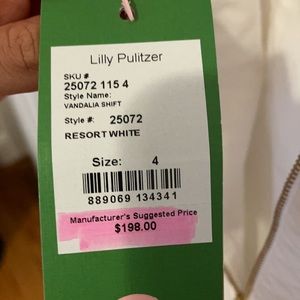 Lilly Pulitzer
SKU #
25072 115 4
Style Name:
VANDALIA SHIFT
Style #: 25072
RESORT WHITE
Size: 4
889069 134341
Manufacturer's Suggested Price
$198.00